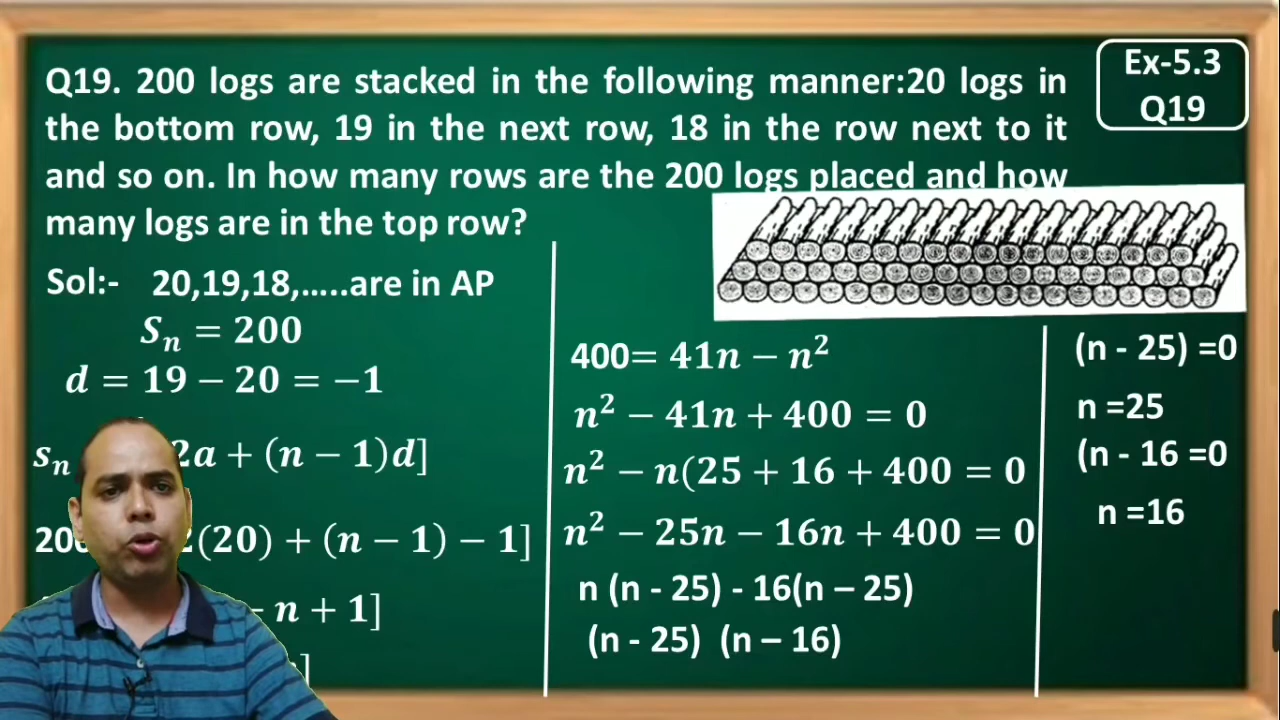 Ex-5.3
Q19
Q19. 200 logs are stacked in the following manner:20 logs in
the bottom row, 19 in the next row, 18 in the row next to it
and so on. In how many rows are the 200 logs placed and how
many logs are in the top row?
Sol:- 20,19,18,.....are in AP
Sₙ = 200
d = 19 − 20 = −1
sₙ 2a + (n − 1)d]
(20) + (n − 1) − 1]
n + 1]
]
400= 41n − n²
n² − 41n + 400 = 0
n² − n(25 + 16 + 400 = 0
n² − 25n − 16n + 400 = 0
n (n - 25) - 16(n – 25)
(n - 25) (n – 16)
(n - 25) =0
n =25
(n - 16 =0
n =16